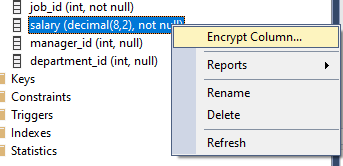 job_id (int, not null)
salary (decimal(8,2), not null)
manager_id (int, null)
department_id (int, null)
Keys
Constraints
Triggers
Indexes
Statistics
Encrypt Column...
Reports
Rename
Delete
Refresh